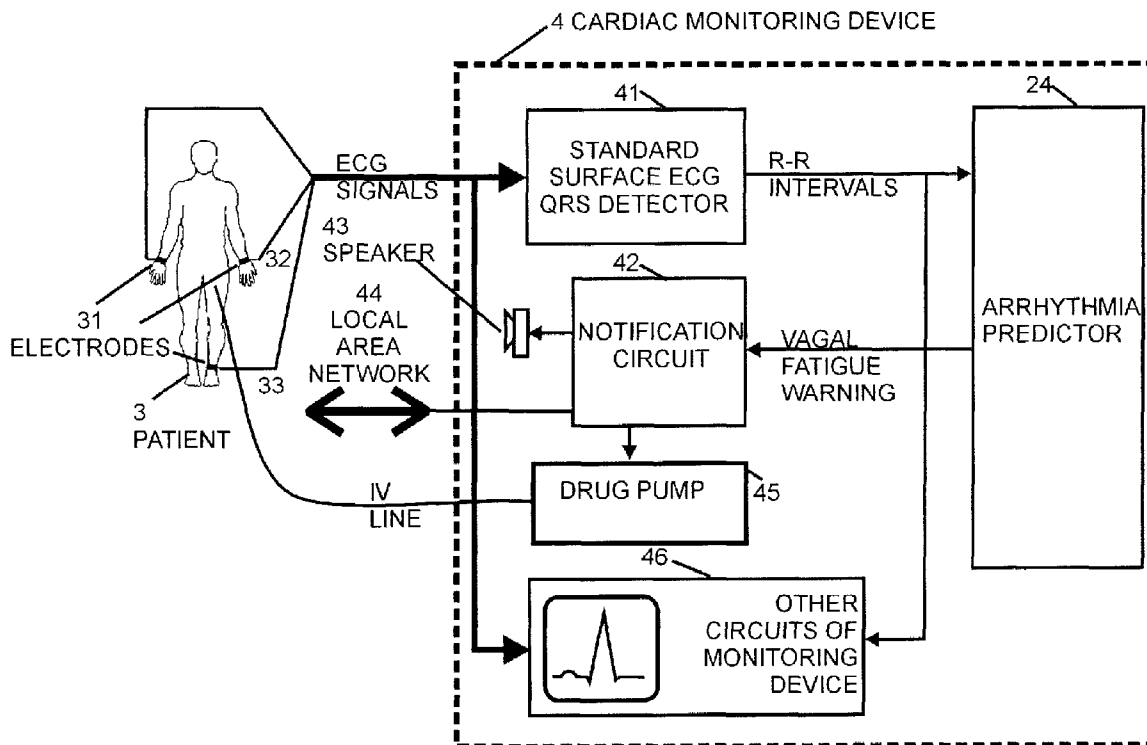 4 CARDIAC MONITORING DEVICE
41
STANDARD
SURFACE ECG
QRS DETECTOR
24
ECG
SIGNALS
R-R
INTERVALS
43
SPEAKER
32
42
NOTIFICATION
CIRCUIT
ARRHYTHMIA
PREDICTOR
31
ELECTRODES
44
LOCAL
AREA
NETWORK
VAGAL
FATIGUE
WARNING
33
3
PATIENT
DRUG PUMP
45
IV
LINE
46
OTHER
CIRCUITS OF
MONITORING
DEVICE